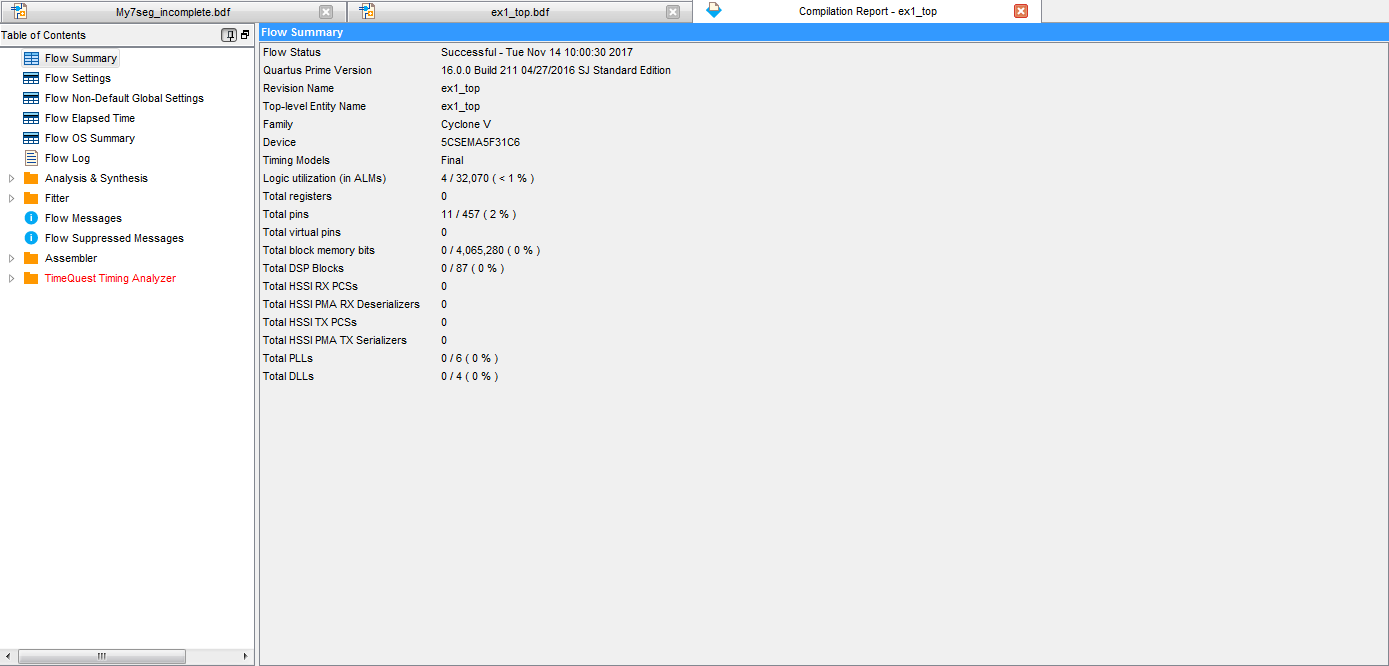 My7seg_incomplete.bdf
ex1_top.bdf
Compilation Report - ex1_top
Table of Contents
Flow Summary
Flow Settings
Flow Non-Default Global Settings
Flow Elapsed Time
Flow OS Summary
Flow Log
Analysis & Synthesis
Fitter
Flow Messages
Flow Suppressed Messages
Assembler
TimeQuest Timing Analyzer
Flow Summary
Flow Status Successful - Tue Nov 14 10:00:30 2017
Quartus Prime Version 16.0.0 Build 211 04/27/2016 SJ Standard Edition
Revision Name ex1_top
Top-level Entity Name ex1_top
Family Cyclone V
Device 5CSEMA5F31C6
Timing Models Final
Logic utilization (in ALMs) 4 / 32,070 ( < 1 % )
Total registers 0
Total pins 11 / 457 ( 2 % )
Total virtual pins 0
Total block memory bits 0 / 4,065,280 ( 0 % )
Total DSP Blocks 0 / 87 ( 0 % )
Total HSSI RX PCSs 0
Total HSSI PMA RX Deserializers 0
Total HSSI TX PCSs 0
Total HSSI PMA TX Serializers 0
Total PLLs 0 / 6 ( 0 % )
Total DLLs 0 / 4 ( 0 % )